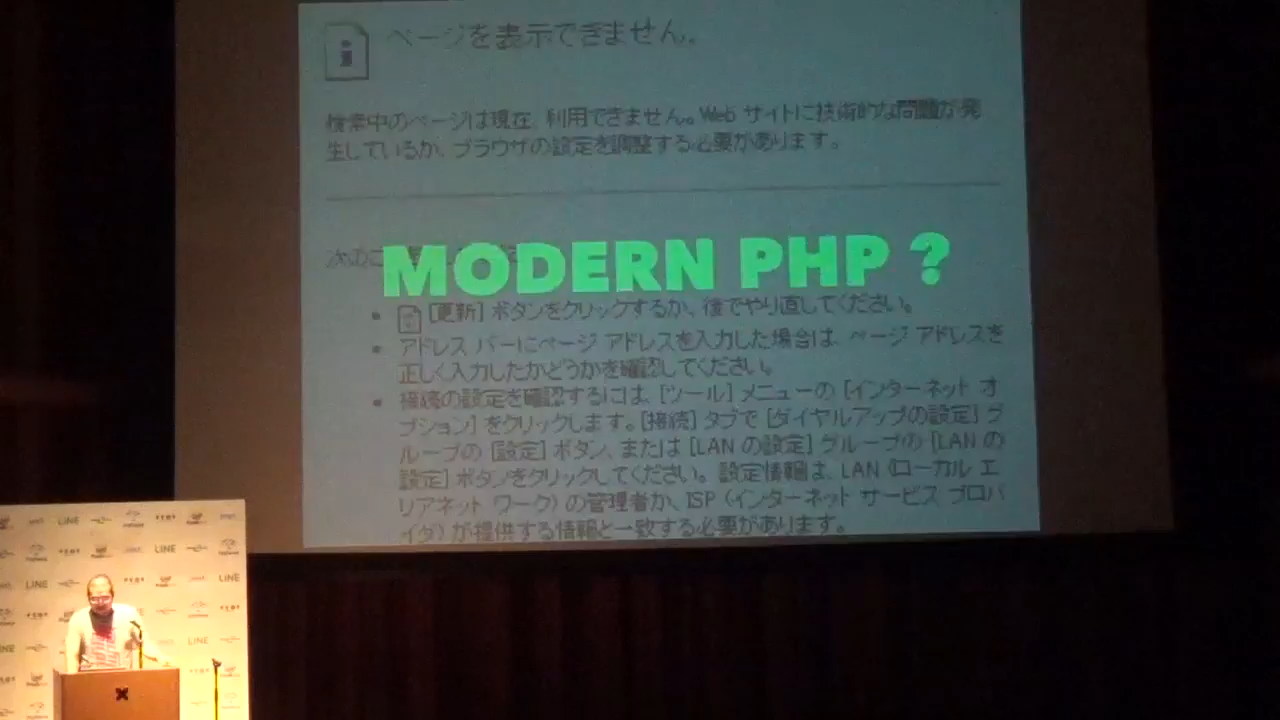 ページを表示できません。
検索中のページは現在、利用できません。Web サイトに技術的な問題が発
生しているか、ブラウザの設定を調整する必要があります。
次のこ
MODERN PHP ?
[更新] ボタンをクリックするか、後でやり直してください。
アドレス バーにページ アドレスを入力した場合は、ページ アドレスを
正しく入力したかどうかを確認してください。
接続の設定を確認するには、[ツール] メニューの [インターネット オ
プション] をクリックします。[接続] タブで [ダイヤルアップの設定] グ
ループの [設定] ボタン、または [LAN の設定] グループの [LAN の
設定] ボタンをクリックしてください。設定情報は、LAN (ローカル エ
リアネット ワーク) の管理者か、ISP (インターネット サービス プロバ
イダ) が提供する情報と一致する必要があります。
LINE
LINE
LINE
LINE
LINE